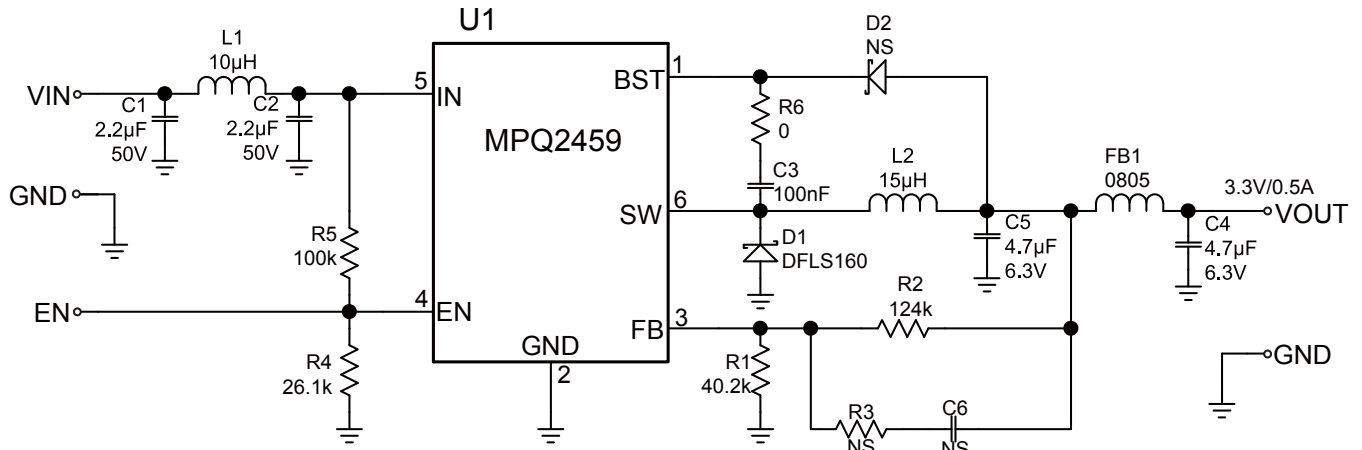 U1
MPQ2459
VIN
GND
EN
L1
10µH
C1
2.2µF
50V
C2
2.2µF
50V
R5
100k
R4
26.1k
5
IN
4
EN
GND
2
BST
1
SW
6
FB
3
D2
NS
R6
0
C3
100nF
L2
15µH
D1
DFLS160
C5
4.7µF
6.3V
FB1
0805
3.3V/0.5A
VOUT
C4
4.7µF
6.3V
R2
124k
R1
40.2k
R3
NS
C6
NS
GND